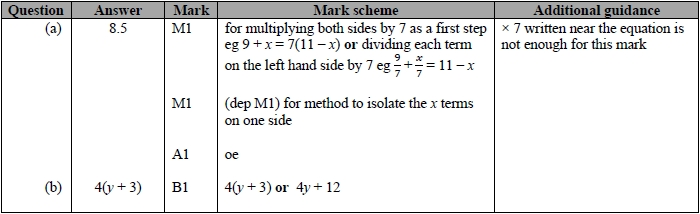 Question Answer Mark Mark scheme Additional guidance
(a) 8.5 M1 for multiplying both sides by 7 as a first step × 7 written near the equation is
eg 9 + x = 7(11 – x) or dividing each term not enough for this mark
on the left hand side by 7 eg 9/7 + x/7 = 11 – x
M1 (dep M1) for method to isolate the x terms
on one side
A1 oe
(b) 4(y + 3) B1 4(y + 3) or 4y + 12